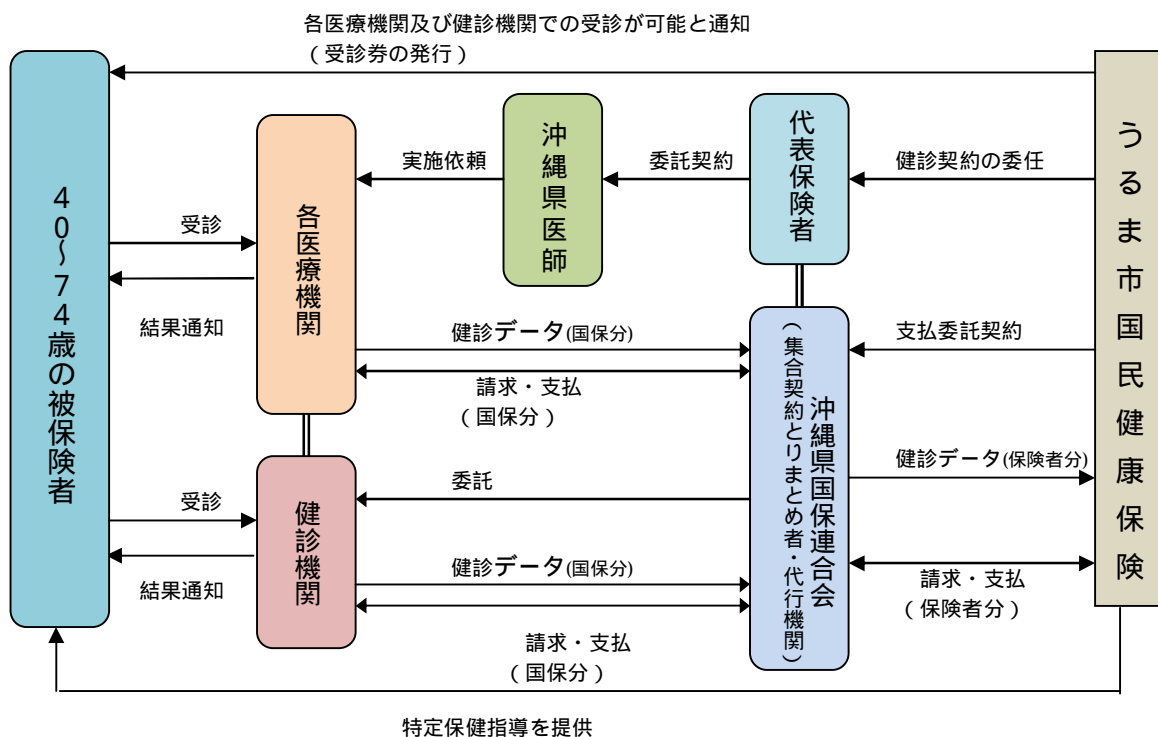 各医療機関及び健診機関での受診が可能と通知
(受診券の発行)
40~74歳の被保険者
各医療機関
沖縄県医師
代表保険者
うるま市国民健康保険
実施依頼
委託契約
健診契約の委任
受診
結果通知
健診データ(国保分)
請求・支払
(国保分)
支払委託契約
沖縄県国保連合会
(集合契約とりまとめ者・代行機関)
健診機関
受診
結果通知
委託
健診データ(保険者分)
健診データ(国保分)
請求・支払
(保険者分)
請求・支払
(国保分)
特定保健指導を提供